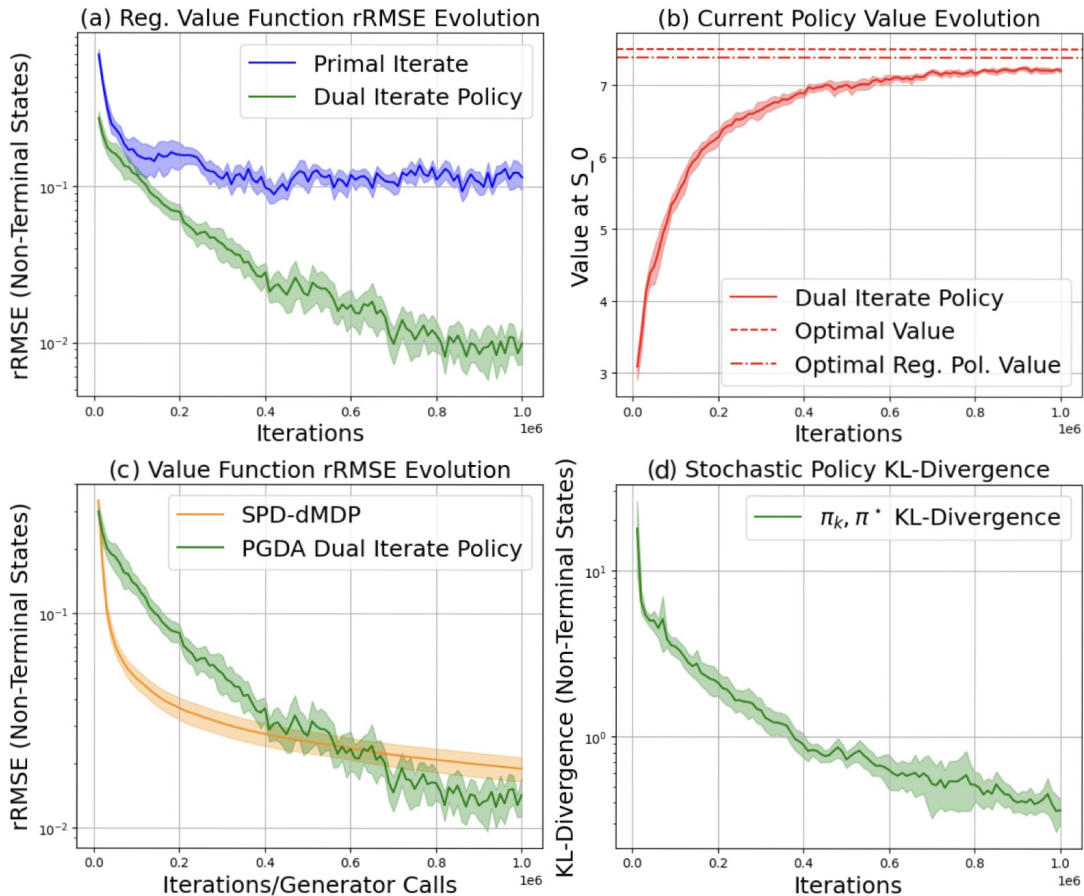 (a) Reg. Value Function rRMSE Evolution
rRMSE (Non-Terminal States)
Primal Iterate
Dual Iterate Policy
10⁻¹
10⁻²
0.0 0.2 0.4 0.6 0.8 1.0
1e6
Iterations
(b) Current Policy Value Evolution
Value at S_0
7
6
5
4
3
Dual Iterate Policy
Optimal Value
Optimal Reg. Pol. Value
0.0 0.2 0.4 0.6 0.8 1.0
1e6
Iterations
(c) Value Function rRMSE Evolution
rRMSE (Non-Terminal States)
SPD-dMDP
PGDA Dual Iterate Policy
10⁻¹
10⁻²
0.0 0.2 0.4 0.6 0.8 1.0
1e6
Iterations/Generator Calls
(d) Stochastic Policy KL-Divergence
KL-Divergence (Non-Terminal States)
πₖ, π⋆ KL-Divergence
10¹
10⁰
0.0 0.2 0.4 0.6 0.8 1.0
1e6
Iterations